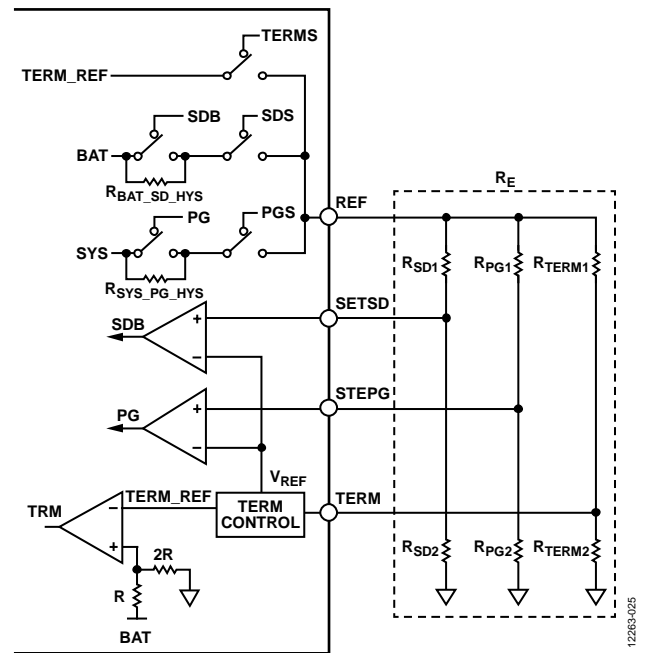 TERMS
TERM_REF
SDB
SDS
BAT
RBAT_SD_HYS
RE
PG
PGS
REF
SYS
RSYS_PG_HYS
RSD1
RPG1
RTERM1
SETSD
SDB
+
−
STEPG
PG
+
−
VREF
TERM_REF
TERM
TRM
−
TERM
CONTROL
+
2R
RSD2
RPG2
RTERM2
R
BAT
12263-025